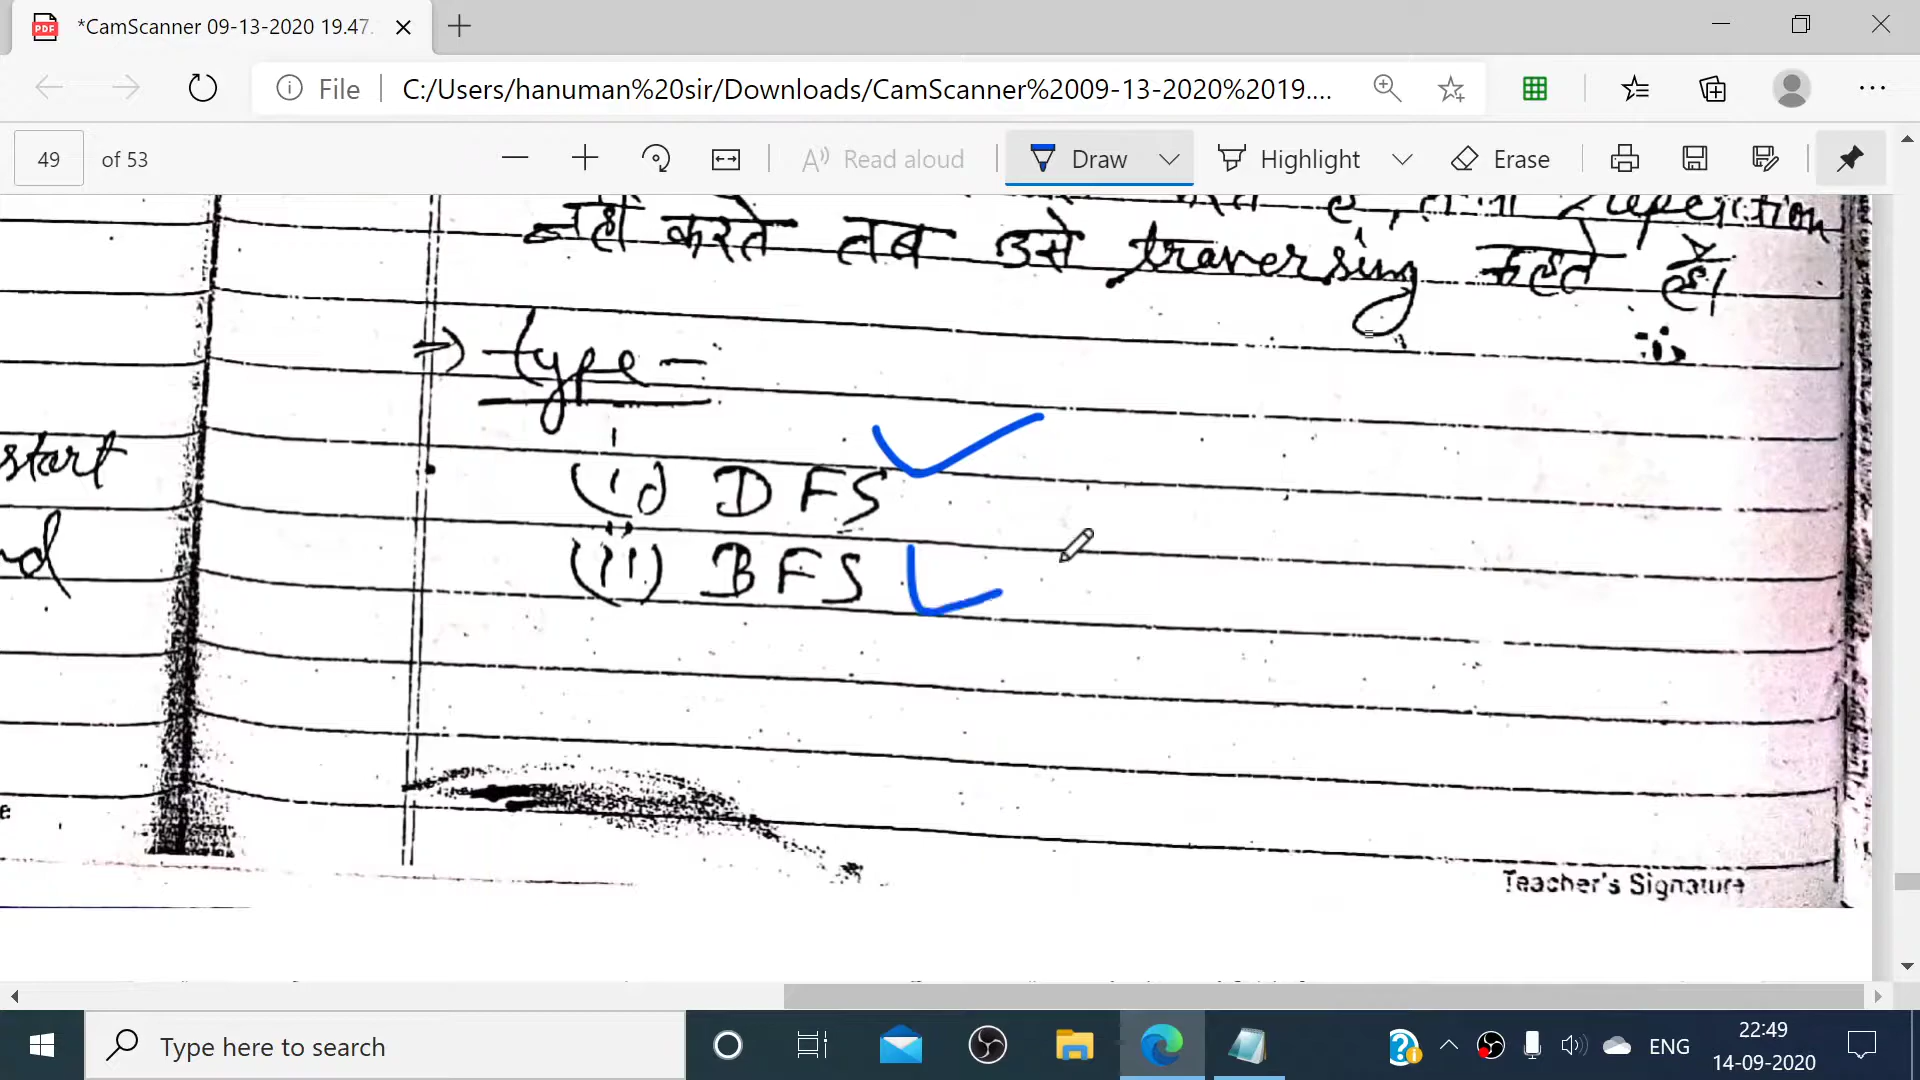 *CamScanner 09-13-2020 19.47.
File C:/Users/hanuman%20sir/Downloads/CamScanner%2009-13-2020%2019....
49 of 53 Read aloud Draw Highlight Erase
नही करते तब उसे traversing कहते है।
=> type -
start
(i) DFS
(ii) BFS
Teacher's Signature
Type here to search
ENG
22:49
14-09-2020